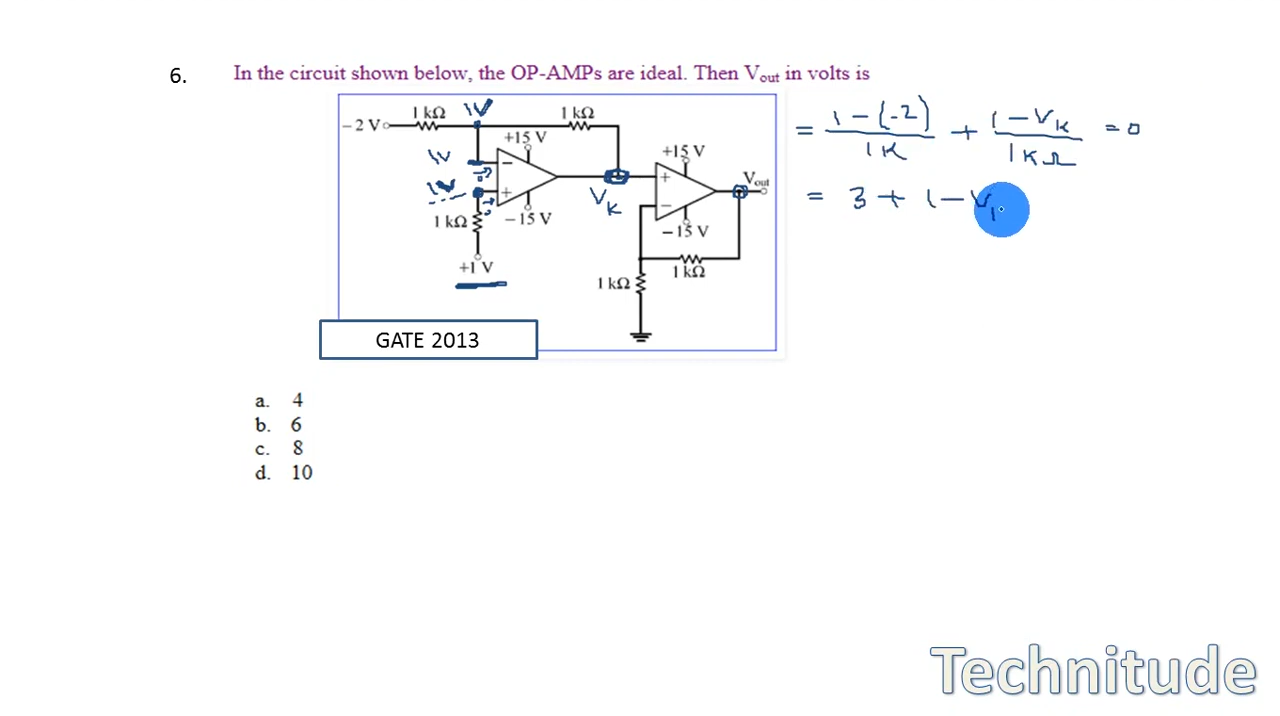 6. In the circuit shown below, the OP-AMPs are ideal. Then Vout in volts is
1 kΩ 1V 1 kΩ
− 2 V
+15 V
1V
−
+15 V
Vout
1V
+
+
VK
−
1 kΩ
− 15 V
− 15 V
+1 V
1 kΩ
1 kΩ
GATE 2013
= 1 − (-2) / 1K + 1 − VK / 1KΩ = 0
= 3 + 1 − V
a. 4
b. 6
c. 8
d. 10
Technitude